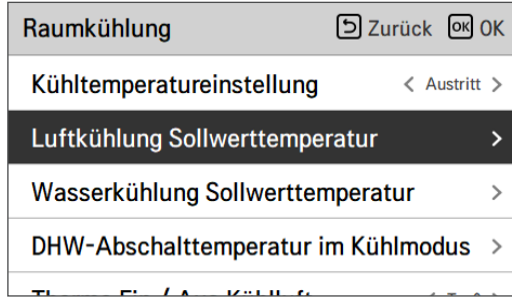 Raumkühlung Zurück OK OK
Kühltemperatureinstellung < Austritt >
Luftkühlung Sollwerttemperatur >
Wasserkühlung Sollwerttemperatur >
DHW-Abschalttemperatur im Kühlmodus >